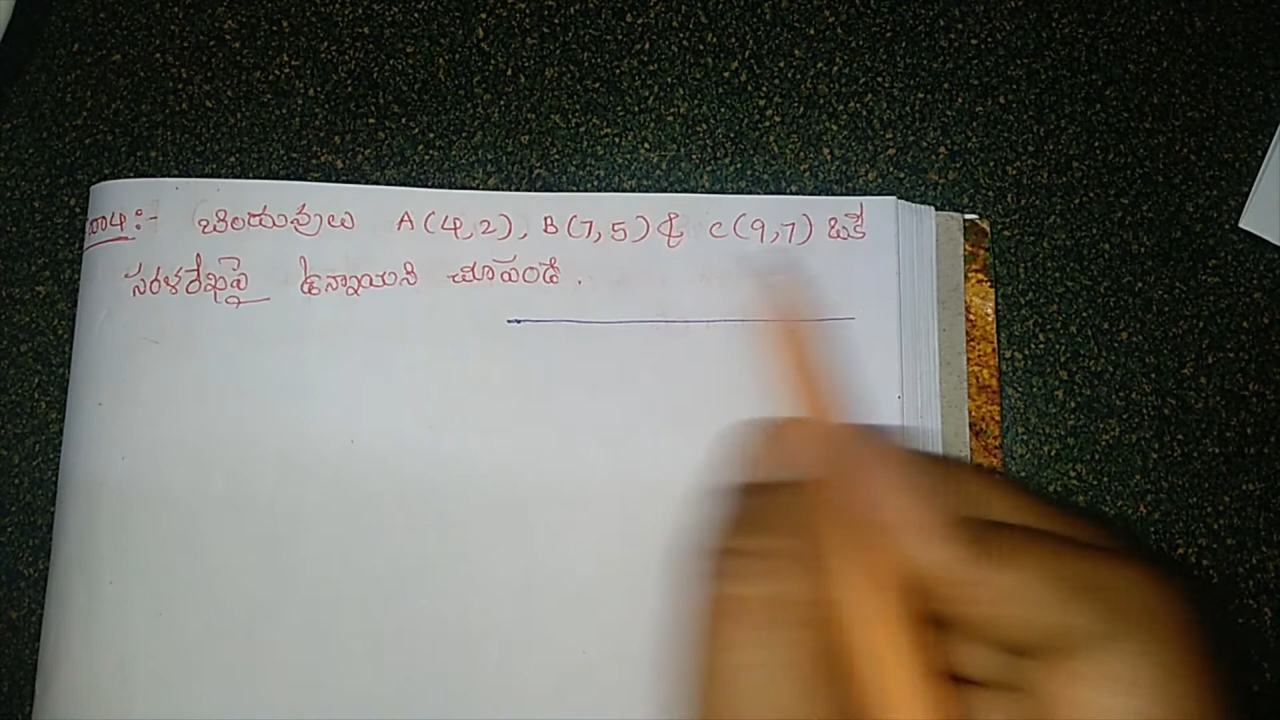 బిందువులు A(4,2), B(7,5) & C(9,7) ఒకే
సరళరేఖపై ఉన్నాయని చూపండి.